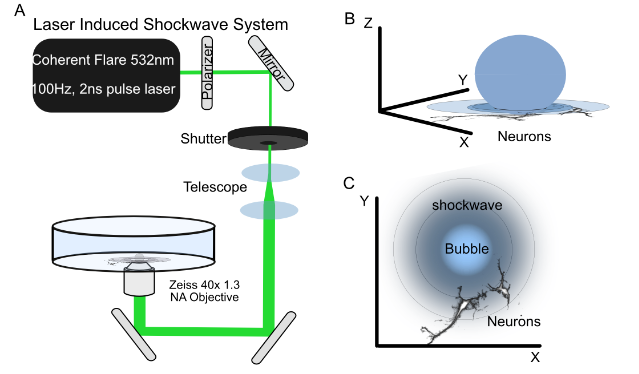 A
Laser Induced Shockwave System
Coherent Flare 532nm
100Hz, 2ns pulse laser
Polarizer
Mirror
Shutter
Telescope
Zeiss 40x 1.3
NA Objective
B
Z
Y
X
Neurons
C
Y
shockwave
Bubble
Neurons
X